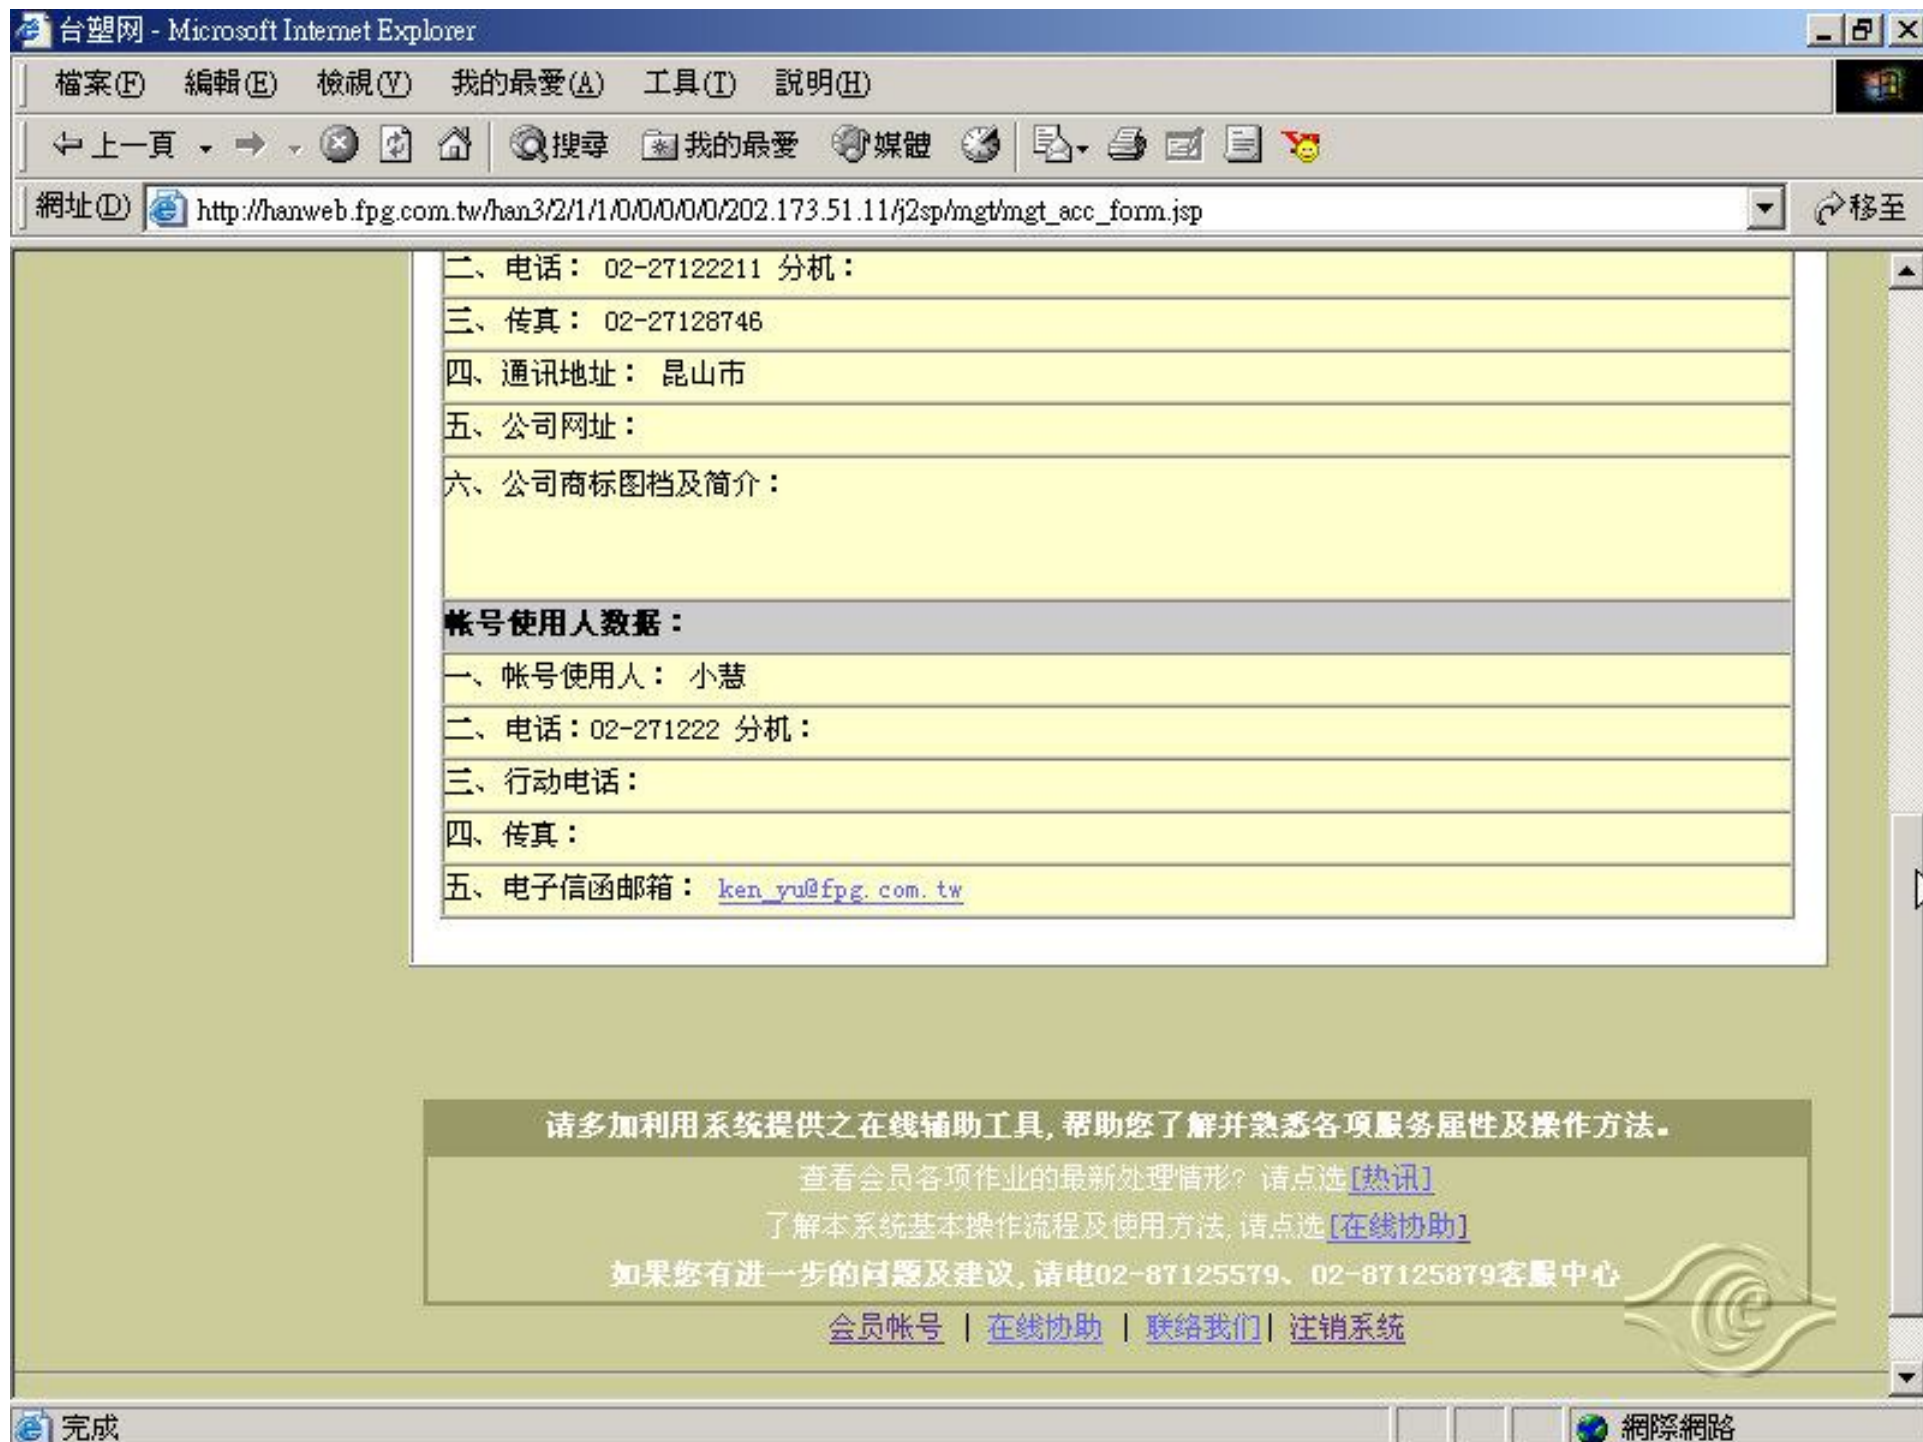 台塑网 - Microsoft Internet Explorer
檔案(F) 編輯(E) 檢視(V) 我的最愛(A) 工具(T) 說明(H)
上一頁 搜尋 我的最愛 媒體
網址(D) http://hanweb.fpg.com.tw/han3/2/1/1/0/0/0/0/0/202.173.51.11/j2sp/mgt/mgt_acc_form.jsp 移至
二、电话： 02-27122211 分机：
三、传真： 02-27128746
四、通讯地址： 昆山市
五、公司网址：
六、公司商标图档及简介：
帐号使用人数据：
一、帐号使用人： 小慧
二、电话：02-271222 分机：
三、行动电话：
四、传真：
五、电子信函邮箱： ken_yu@fpg.com.tw
请多加利用系统提供之在线辅助工具,帮助您了解并熟悉各项服务属性及操作方法。
查看会员各项作业的最新处理情形? 请点选[热讯]
了解本系统基本操作流程及使用方法,请点选[在线协助]
如果您有进一步的问题及建议,请电02-87125579、02-87125879客服中心
会员帐号 | 在线协助 | 联络我们| 注销系统
完成 網際網路